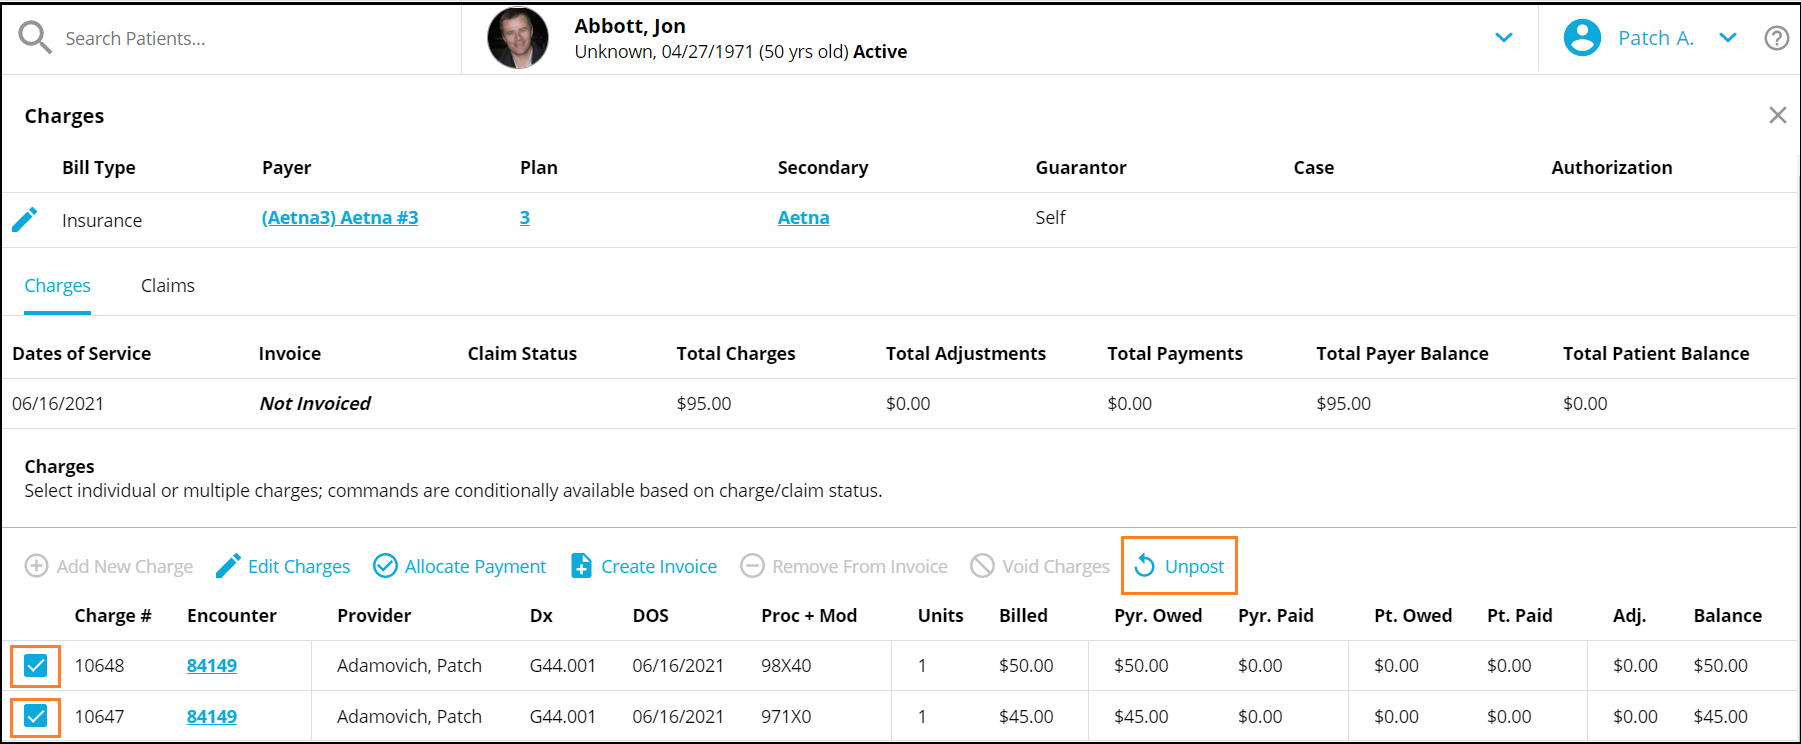 Search Patients...
Abbott, Jon
Unknown, 04/27/1971 (50 yrs old) Active
Patch A.
?
Charges
Bill Type Payer Plan Secondary Guarantor Case Authorization
Insurance (Aetna3) Aetna #3 3 Aetna Self
Charges Claims
Dates of Service Invoice Claim Status Total Charges Total Adjustments Total Payments Total Payer Balance Total Patient Balance
06/16/2021 Not Invoiced $95.00 $0.00 $0.00 $95.00 $0.00
Charges
Select individual or multiple charges; commands are conditionally available based on charge/claim status.
Add New Charge Edit Charges Allocate Payment Create Invoice Remove From Invoice Void Charges Unpost
Charge # Encounter Provider Dx DOS Proc + Mod Units Billed Pyr. Owed Pyr. Paid Pt. Owed Pt. Paid Adj. Balance
10648 84149 Adamovich, Patch G44.001 06/16/2021 98X40 1 $50.00 $50.00 $0.00 $0.00 $0.00 $0.00 $50.00
10647 84149 Adamovich, Patch G44.001 06/16/2021 971X0 1 $45.00 $45.00 $0.00 $0.00 $0.00 $0.00 $45.00